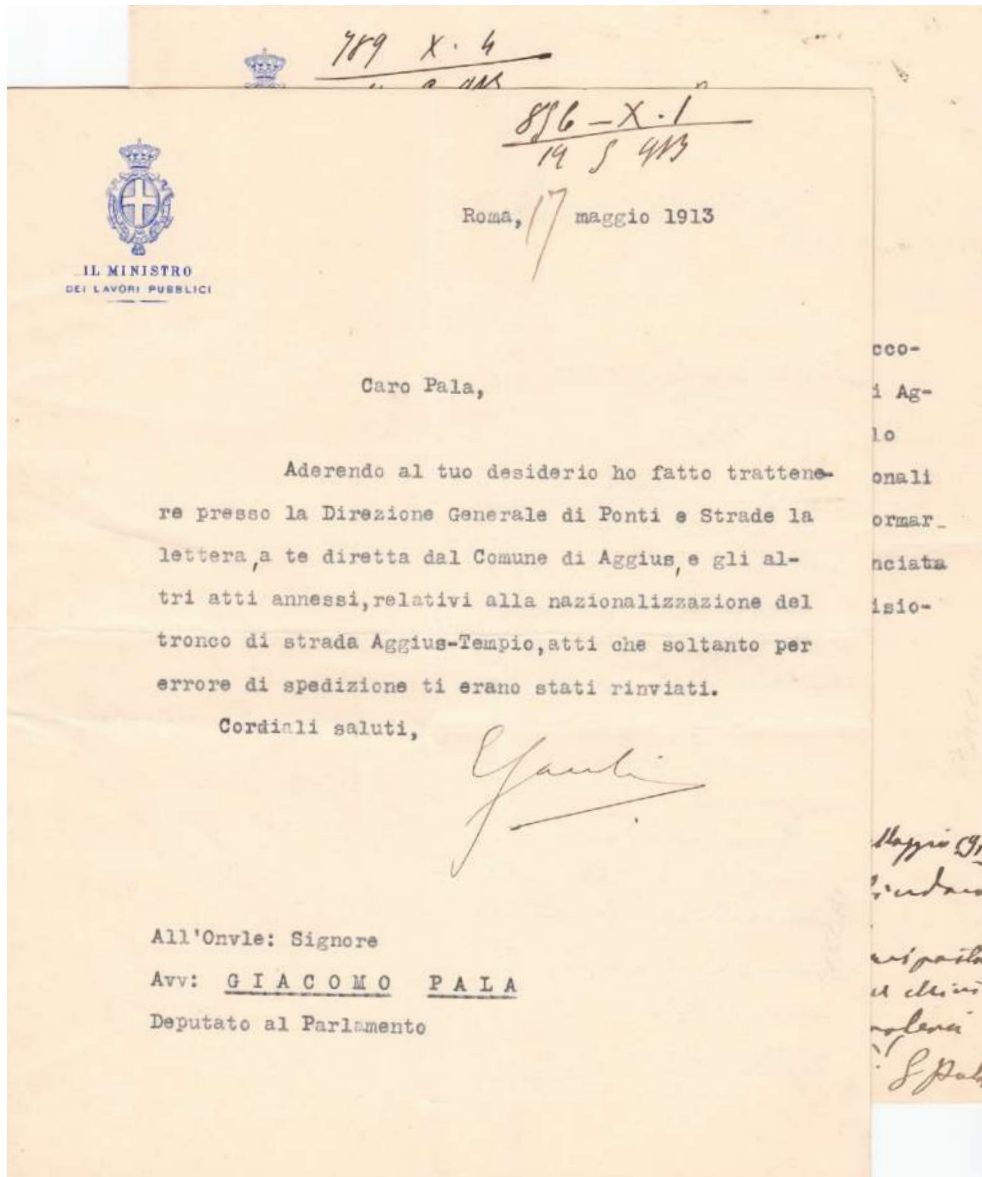 789 X. 4
856 - X. 1
19 5 913
Roma, 17 maggio 1913
IL MINISTRO
DEI LAVORI PUBBLICI
Caro Pala,
Aderendo al tuo desiderio ho fatto trattene-
re presso la Direzione Generale di Ponti e Strade la
lettera, a te diretta dal Comune di Aggius, e gli al-
tri atti annessi, relativi alla nazionalizzazione del
tronco di strada Aggius-Tempio, atti che soltanto per
errore di spedizione ti erano stati rinviati.
Cordiali saluti,
All'Onvle: Signore
Avv: GIACOMO PALA
Deputato al Parlamento
cco-
i Ag-
lo
onali
ormar-
nciata
isio-